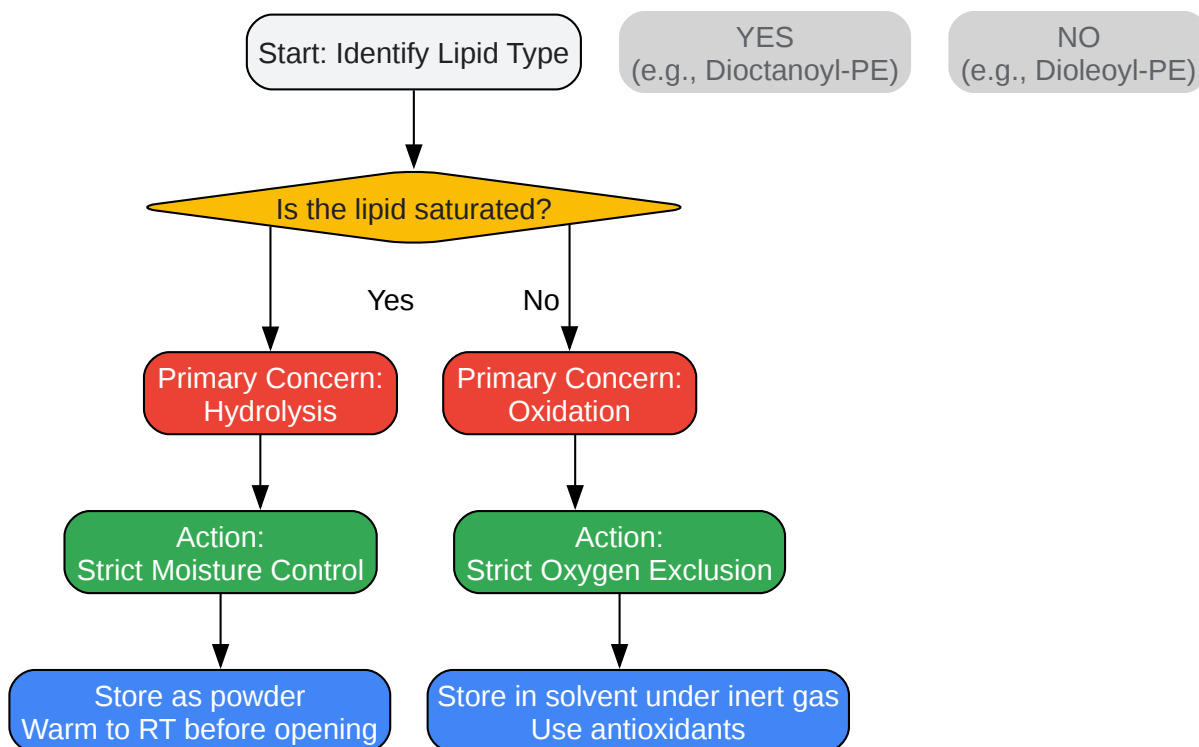 Start: Identify Lipid Type
YES
(e.g., Dioctanoyl-PE)
NO
(e.g., Dioleoyl-PE)
Is the lipid saturated?
Yes
No
Primary Concern:
Hydrolysis
Primary Concern:
Oxidation
Action:
Strict Moisture Control
Action:
Strict Oxygen Exclusion
Store as powder
Warm to RT before opening
Store in solvent under inert gas
Use antioxidants